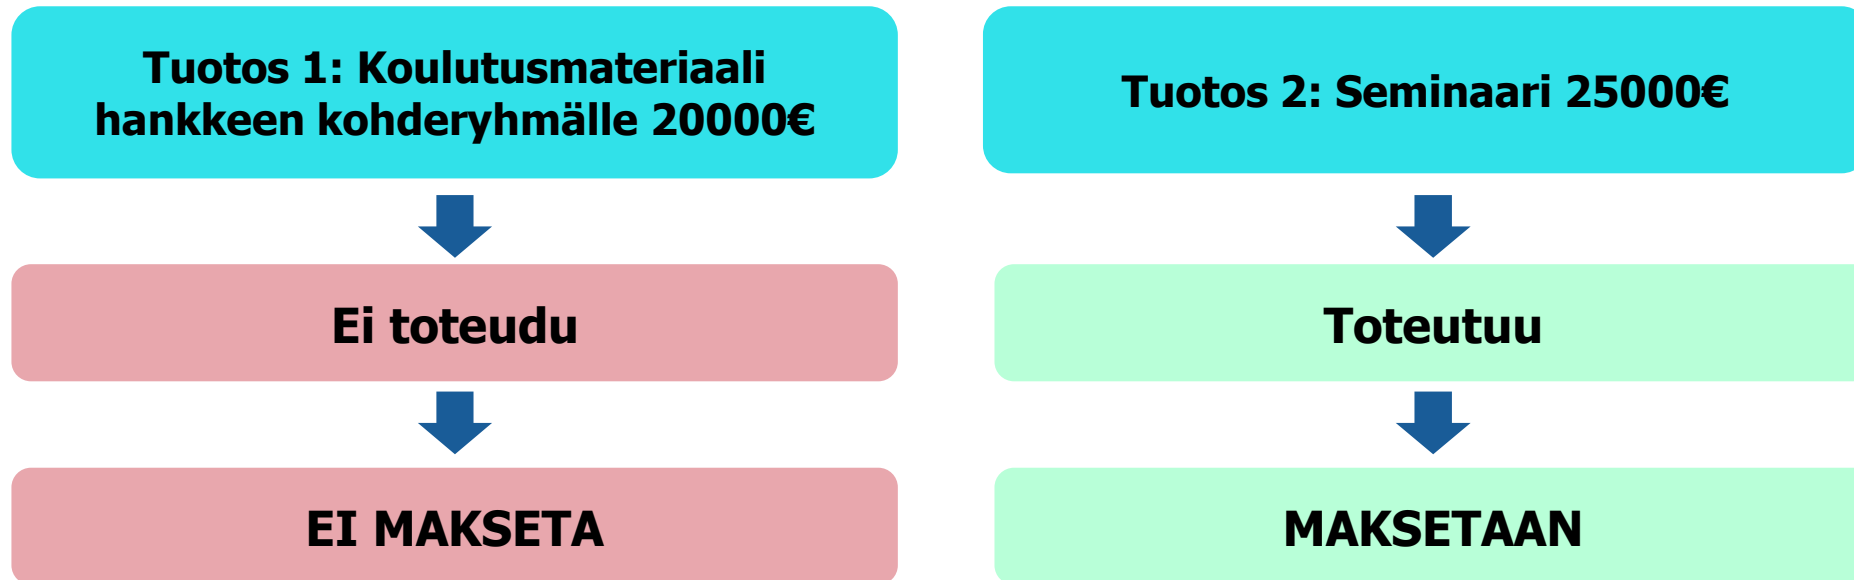 Tuotos 1: Koulutusmateriaali
hankkeen kohderyhmälle 20000€
Ei toteudu
EI MAKSETA
Tuotos 2: Seminaari 25000€
Toteutuu
MAKSETAAN